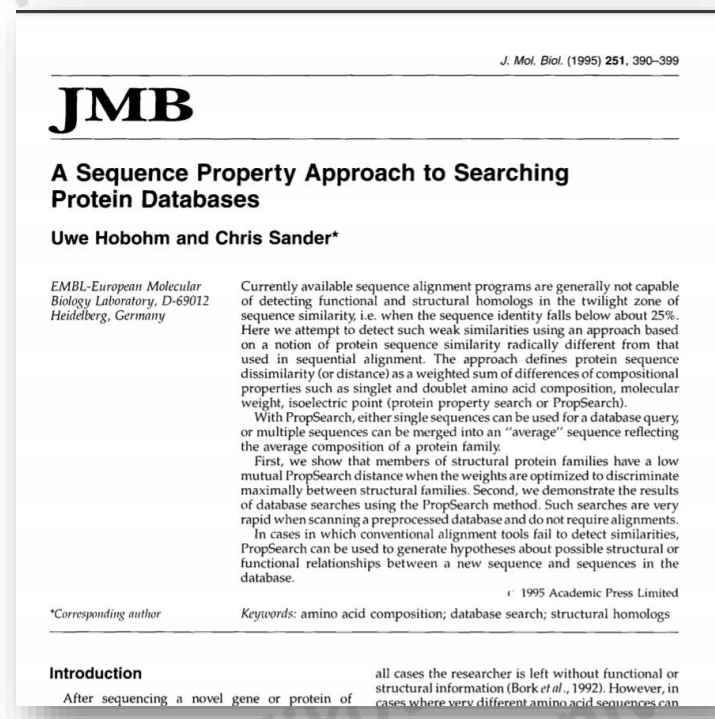 J. Mol. Biol. (1995) 251, 390–399
JMB
A Sequence Property Approach to Searching
Protein Databases
Uwe Hobohm and Chris Sander*
EMBL-European Molecular
Biology Laboratory, D-69012
Heidelberg, Germany
Currently available sequence alignment programs are generally not capable
of detecting functional and structural homologs in the twilight zone of
sequence similarity, i.e. when the sequence identity falls below about 25%.
Here we attempt to detect such weak similarities using an approach based
on a notion of protein sequence similarity radically different from that
used in sequential alignment. The approach defines protein sequence
dissimilarity (or distance) as a weighted sum of differences of compositional
properties such as singlet and doublet amino acid composition, molecular
weight, isoelectric point (protein property search or PropSearch).
With PropSearch, either single sequences can be used for a database query,
or multiple sequences can be merged into an "average" sequence reflecting
the average composition of a protein family.
First, we show that members of structural protein families have a low
mutual PropSearch distance when the weights are optimized to discriminate
maximally between structural families. Second, we demonstrate the results
of database searches using the PropSearch method. Such searches are very
rapid when scanning a preprocessed database and do not require alignments.
In cases in which conventional alignment tools fail to detect similarities,
PropSearch can be used to generate hypotheses about possible structural or
functional relationships between a new sequence and sequences in the
database.
1995 Academic Press Limited
*Corresponding author
Keywords: amino acid composition; database search; structural homologs
Introduction
After sequencing a novel gene or protein of
all cases the researcher is left without functional or
structural information (Bork et al., 1992). However, in
cases where very different amino acid sequences can